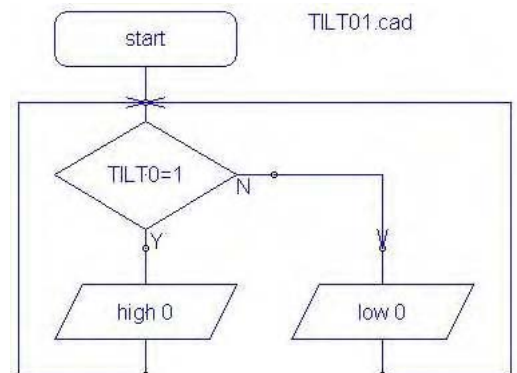 TILT01.cad
start
TILT0=1
N
Y
high 0
low 0